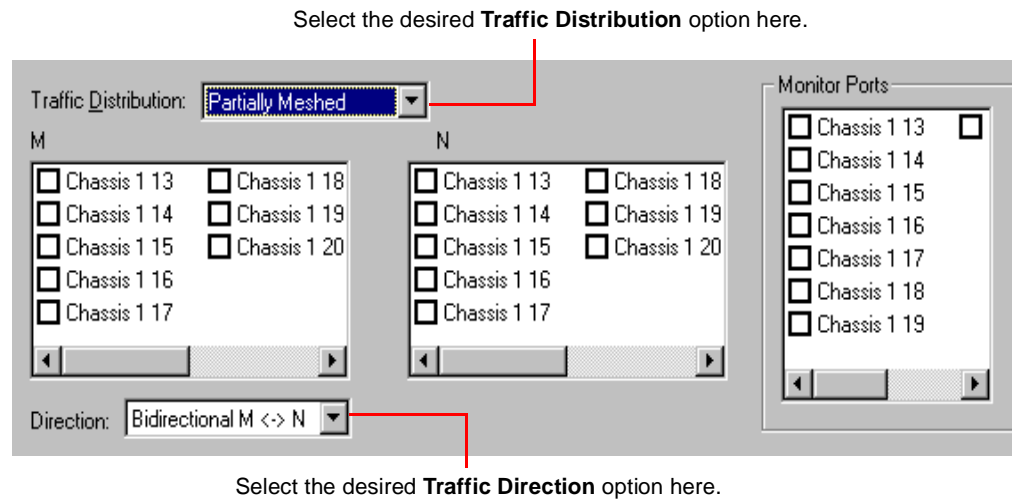 Select the desired Traffic Distribution option here.
Traffic Distribution: Partially Meshed
M
Chassis 1 13 Chassis 1 18
Chassis 1 14 Chassis 1 19
Chassis 1 15 Chassis 1 20
Chassis 1 16
Chassis 1 17
N
Chassis 1 13 Chassis 1 18
Chassis 1 14 Chassis 1 19
Chassis 1 15 Chassis 1 20
Chassis 1 16
Chassis 1 17
Monitor Ports
Chassis 1 13
Chassis 1 14
Chassis 1 15
Chassis 1 16
Chassis 1 17
Chassis 1 18
Chassis 1 19
Direction: Bidirectional M <-> N
Select the desired Traffic Direction option here.